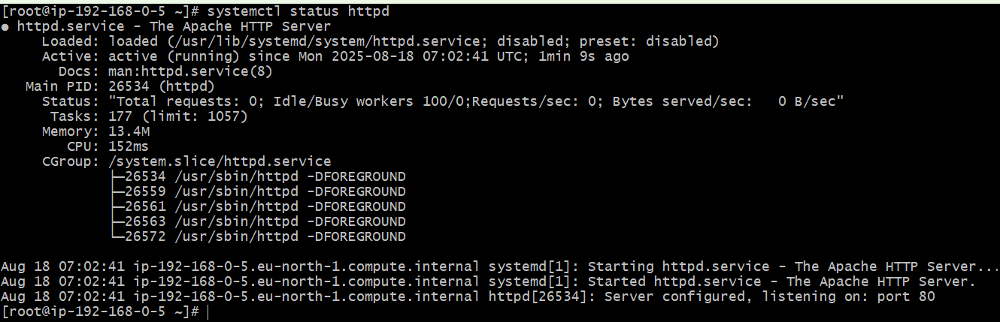 [root@ip-192-168-0-5 ~]# systemctl status httpd
● httpd.service - The Apache HTTP Server
     Loaded: loaded (/usr/lib/systemd/system/httpd.service; disabled; preset: disabled)
     Active: active (running) since Mon 2025-08-18 07:02:41 UTC; 1min 9s ago
       Docs: man:httpd.service(8)
   Main PID: 26534 (httpd)
     Status: "Total requests: 0; Idle/Busy workers 100/0;Requests/sec: 0; Bytes served/sec:   0 B/sec"
      Tasks: 177 (limit: 1057)
     Memory: 13.4M
        CPU: 152ms
     CGroup: /system.slice/httpd.service
             ├─26534 /usr/sbin/httpd -DFOREGROUND
             ├─26559 /usr/sbin/httpd -DFOREGROUND
             ├─26561 /usr/sbin/httpd -DFOREGROUND
             ├─26563 /usr/sbin/httpd -DFOREGROUND
             └─26572 /usr/sbin/httpd -DFOREGROUND

Aug 18 07:02:41 ip-192-168-0-5.eu-north-1.compute.internal systemd[1]: Starting httpd.service - The Apache HTTP Server...
Aug 18 07:02:41 ip-192-168-0-5.eu-north-1.compute.internal systemd[1]: Started httpd.service - The Apache HTTP Server.
Aug 18 07:02:41 ip-192-168-0-5.eu-north-1.compute.internal httpd[26534]: Server configured, listening on: port 80
[root@ip-192-168-0-5 ~]#